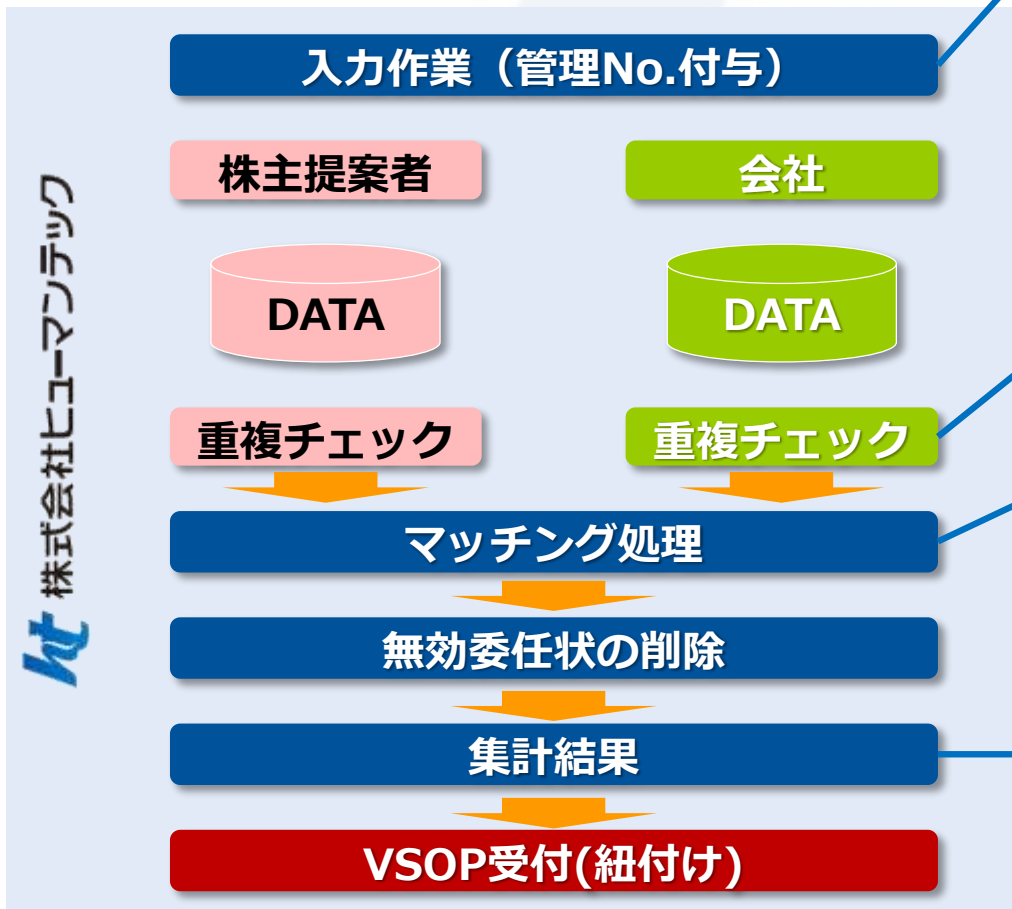 入力作業（管理No.付与）
株主提案者
会社
DATA
DATA
重複チェック
重複チェック
マッチング処理
無効委任状の削除
集計結果
VSOP受付(紐付け)
ht 株式会社ヒューマンテック